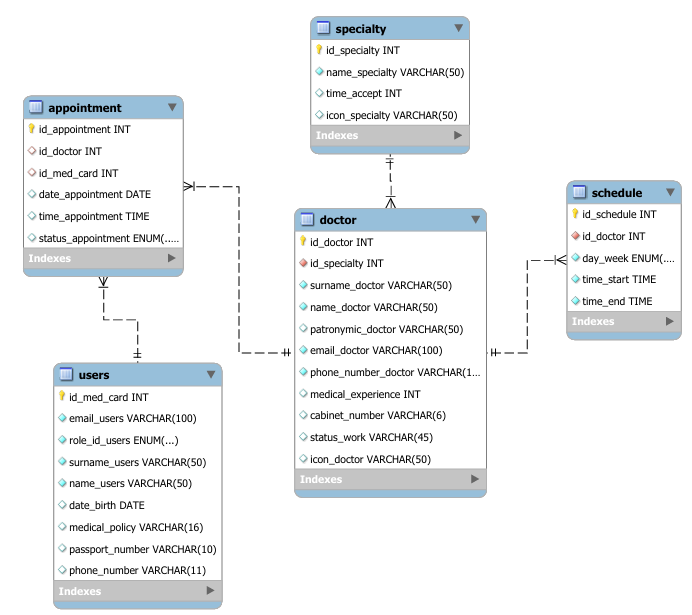 specialty
id_specialty INT
name_specialty VARCHAR(50)
time_accept INT
icon_specialty VARCHAR(50)
Indexes
appointment
id_appointment INT
id_doctor INT
id_med_card INT
date_appointment DATE
time_appointment TIME
status_appointment ENUM(.....
Indexes
doctor
id_doctor INT
id_specialty INT
surname_doctor VARCHAR(50)
name_doctor VARCHAR(50)
patronymic_doctor VARCHAR(50)
email_doctor VARCHAR(100)
phone_number_doctor VARCHAR(1...
medical_experience INT
cabinet_number VARCHAR(6)
status_work VARCHAR(45)
icon_doctor VARCHAR(50)
Indexes
schedule
id_schedule INT
id_doctor INT
day_week ENUM(....
time_start TIME
time_end TIME
Indexes
users
id_med_card INT
email_users VARCHAR(100)
role_id_users ENUM(...)
surname_users VARCHAR(50)
name_users VARCHAR(50)
date_birth DATE
medical_policy VARCHAR(16)
passport_number VARCHAR(10)
phone_number VARCHAR(11)
Indexes